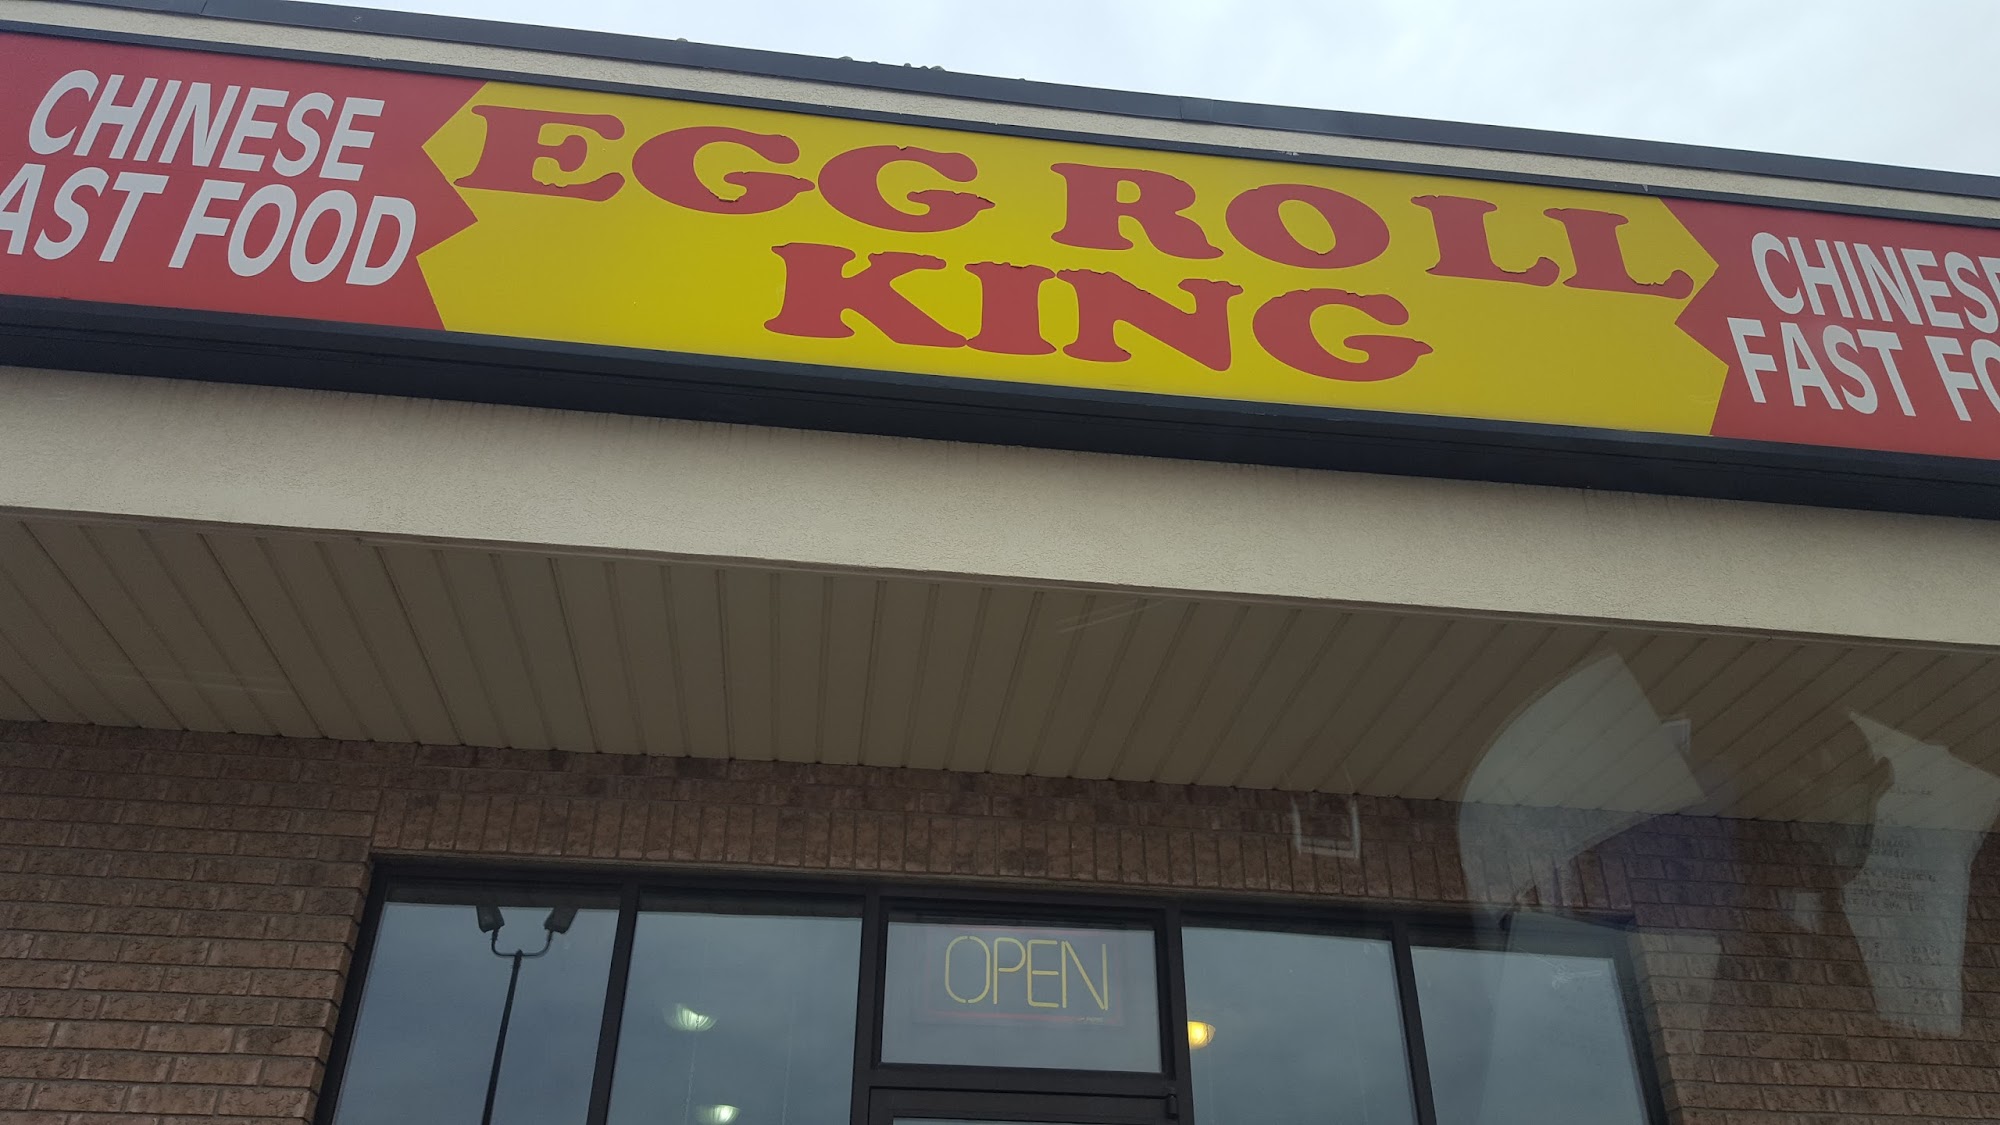 CHINESE
AST FOOD
EGG ROLL
KING
CHINESE
FAST FO
OPEN